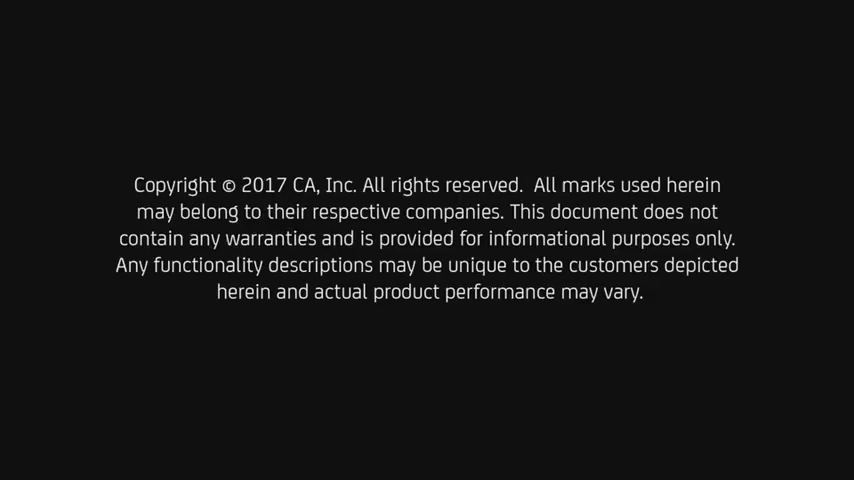 Copyright © 2017 CA, Inc. All rights reserved.  All marks used herein
may belong to their respective companies. This document does not
contain any warranties and is provided for informational purposes only.
Any functionality descriptions may be unique to the customers depicted
herein and actual product performance may vary.